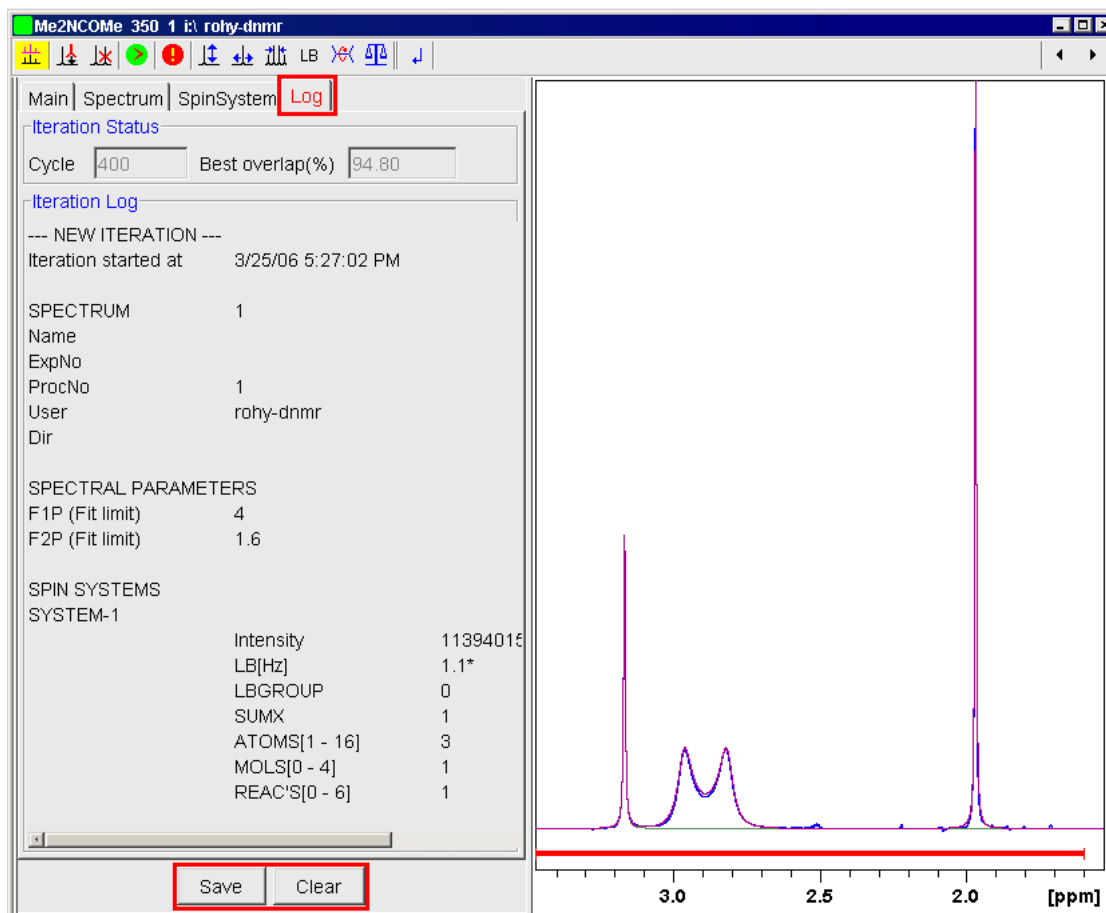 Me2NCOMe 350 1 i:\ rohy-dnmr
LB
Main Spectrum SpinSystem Log
Iteration Status
Cycle 400 Best overlap(%) 94.80
Iteration Log
--- NEW ITERATION ---
Iteration started at 3/25/06 5:27:02 PM
SPECTRUM 1
Name
ExpNo
ProcNo 1
User rohy-dnmr
Dir
SPECTRAL PARAMETERS
F1P (Fit limit) 4
F2P (Fit limit) 1.6
SPIN SYSTEMS
SYSTEM-1
Intensity 11394015
LB[Hz] 1.1*
LBGROUP 0
SUMX 1
ATOMS[1 - 16] 3
MOLS[0 - 4] 1
REAC'S[0 - 6] 1
Save Clear
3.0 2.5 2.0 [ppm]